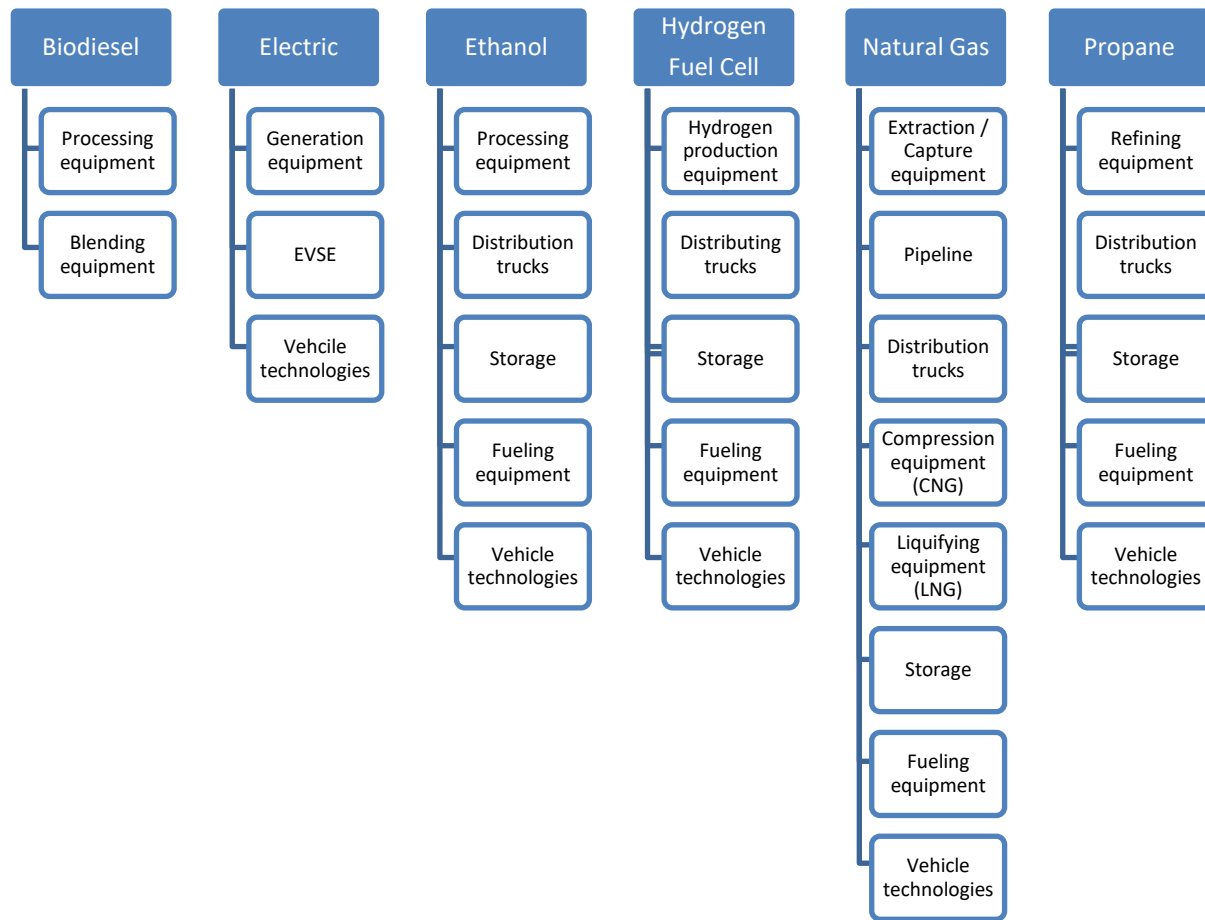 Biodiesel
Processing
equipment
Blending
equipment
Electric
Generation
equipment
EVSE
Vehcile
technologies
Ethanol
Processing
equipment
Distribution
trucks
Storage
Fueling
equipment
Vehicle
technologies
Hydrogen
Fuel Cell
Hydrogen
production
equipment
Distributing
trucks
Storage
Fueling
equipment
Vehicle
technologies
Natural Gas
Extraction /
Capture
equipment
Pipeline
Distribution
trucks
Compression
equipment
(CNG)
Liquifying
equipment
(LNG)
Storage
Fueling
equipment
Vehicle
technologies
Propane
Refining
equipment
Distribution
trucks
Storage
Fueling
equipment
Vehicle
technologies